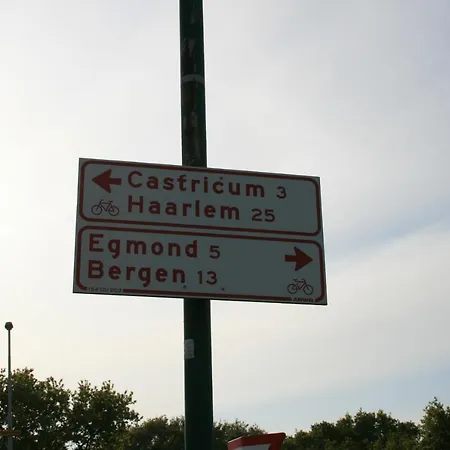 Castricum 3
Haarlem 25
Egmond 5
Bergen 13